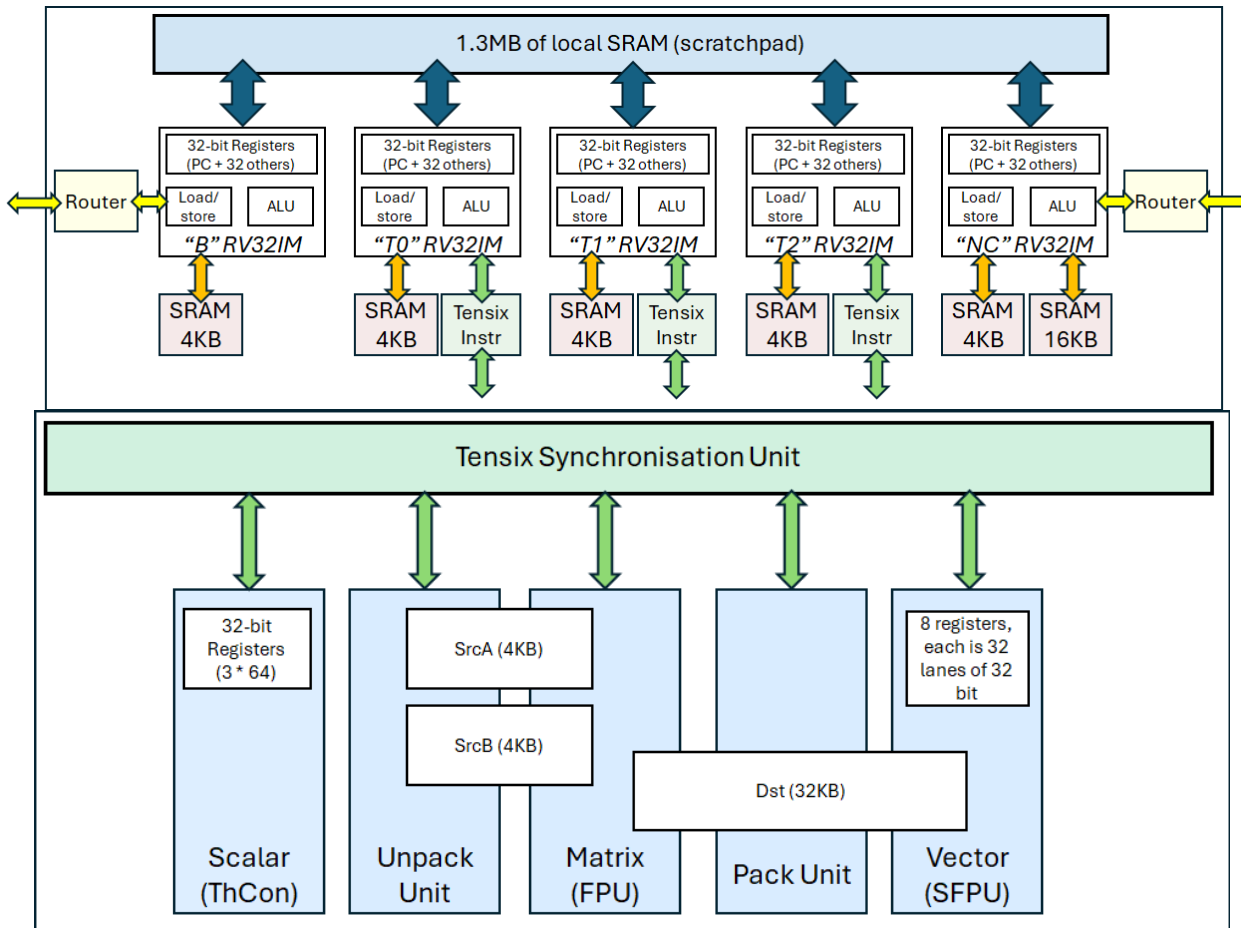 1.3MB of local SRAM (scratchpad)
32-bit Registers
(PC + 32 others)
Load/
store
ALU
“B” RV32IM
32-bit Registers
(PC + 32 others)
Load/
store
ALU
“T0” RV32IM
32-bit Registers
(PC + 32 others)
Load/
store
ALU
“T1” RV32IM
32-bit Registers
(PC + 32 others)
Load/
store
ALU
“T2” RV32IM
32-bit Registers
(PC + 32 others)
Load/
store
ALU
“NC” RV32IM
Router
Router
SRAM
4KB
SRAM
4KB
Tensix
Instr
SRAM
4KB
Tensix
Instr
SRAM
4KB
Tensix
Instr
SRAM
4KB
SRAM
16KB
Tensix Synchronisation Unit
32-bit
Registers
(3 * 64)
SrcA (4KB)
SrcB (4KB)
8 registers,
each is 32
lanes of 32
bit
Dst (32KB)
Scalar
(ThCon)
Unpack
Unit
Matrix
(FPU)
Pack Unit
Vector
(SFPU)